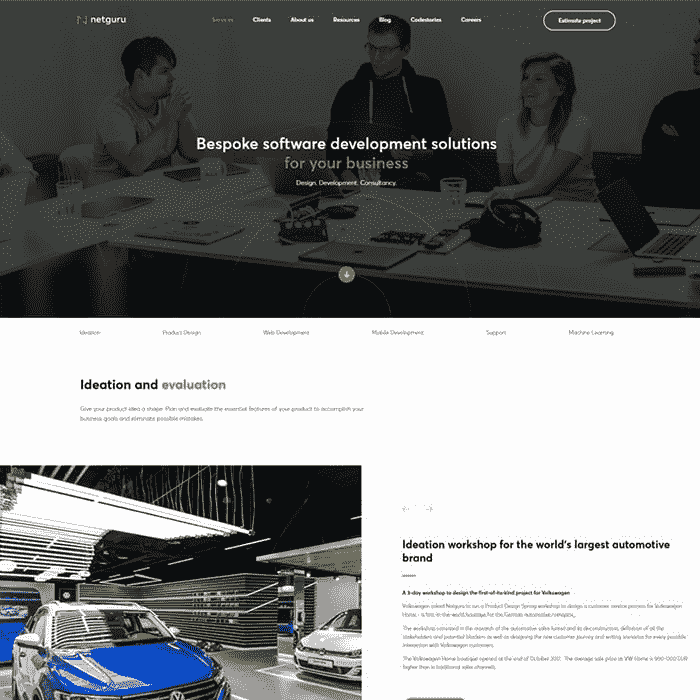 netguru
Services Clients About us Resources Blog Codestories Careers Estimate project
Bespoke software development solutions
for your business
Design. Development. Consultancy.
Ideation Product Design Web Development Mobile Development Support Machine Learning
Ideation and evaluation
Give your product idea a shape. Plan and evaluate the essential features of your product to accomplish your
business goals and eliminate possible mistakes.
Ideation workshop for the world's largest automotive
brand
A 3-day workshop to design the first-of-its-kind project for Volkswagen
Volkswagen asked Netguru to run a Product Design Sprint workshop to design a customer service process for Volkswagen
Home - a first-in-the-world boutique for the German automotive company.
The workshop consisted in the research of the automotive sales funnel and its deconstruction, definition of all the
stakeholders and potential blockers as well as designing the new customer journey and writing scenarios for every possible
interaction with Volkswagen customers.
The Volkswagen Home boutique opened at the end of October 2017. The average sale price at VW Home is
higher than in traditional sales channels.